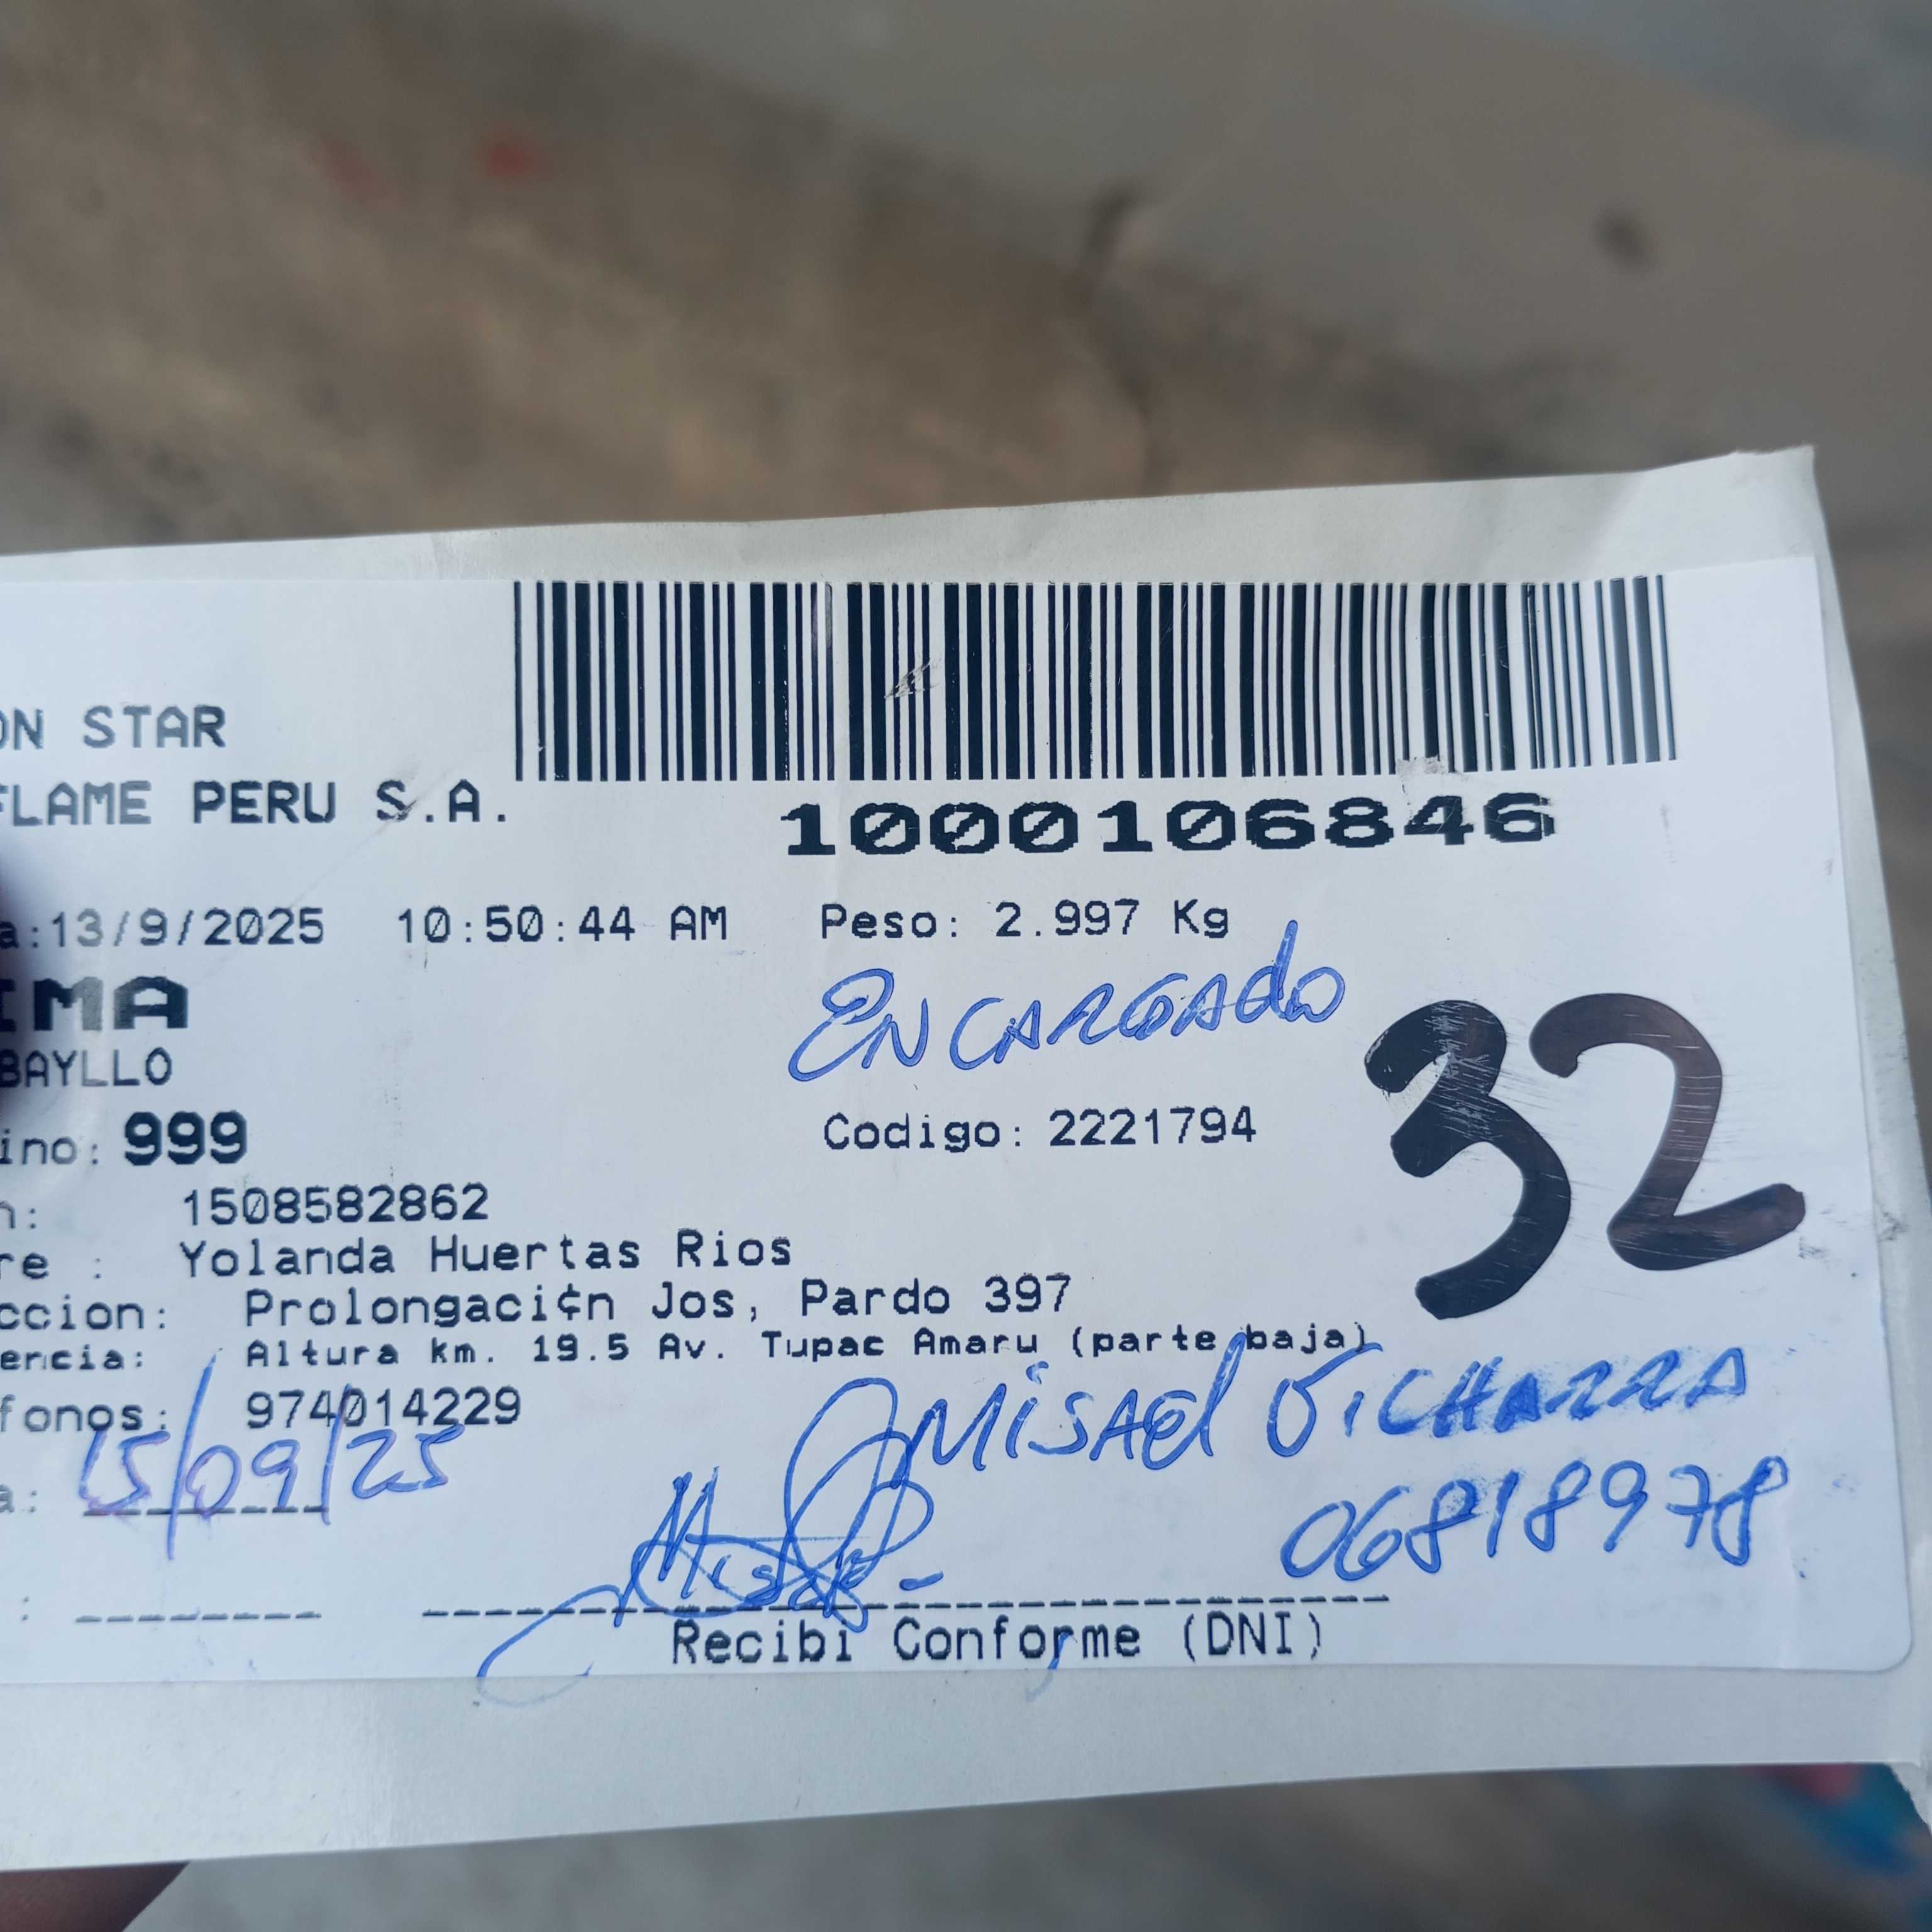 ON STAR
FLAME PERU S.A.
1000106846
a:13/9/2025 10:50:44 AM Peso: 2.997 Kg
IMA
ENCARGADO
BAYLLO
32
ino: 999 Codigo: 2221794
n: 1508582862
re : Yolanda Huertas Rios
ccion: Prolongaci¢n Jos, Pardo 397
encia: Altura km. 19.5 Av. Tupac Amaru (parte baja)
fonos: 974014229
MISAEL VICHARRA
a: 15/09/25
06818978
Recibi Conforme (DNI)